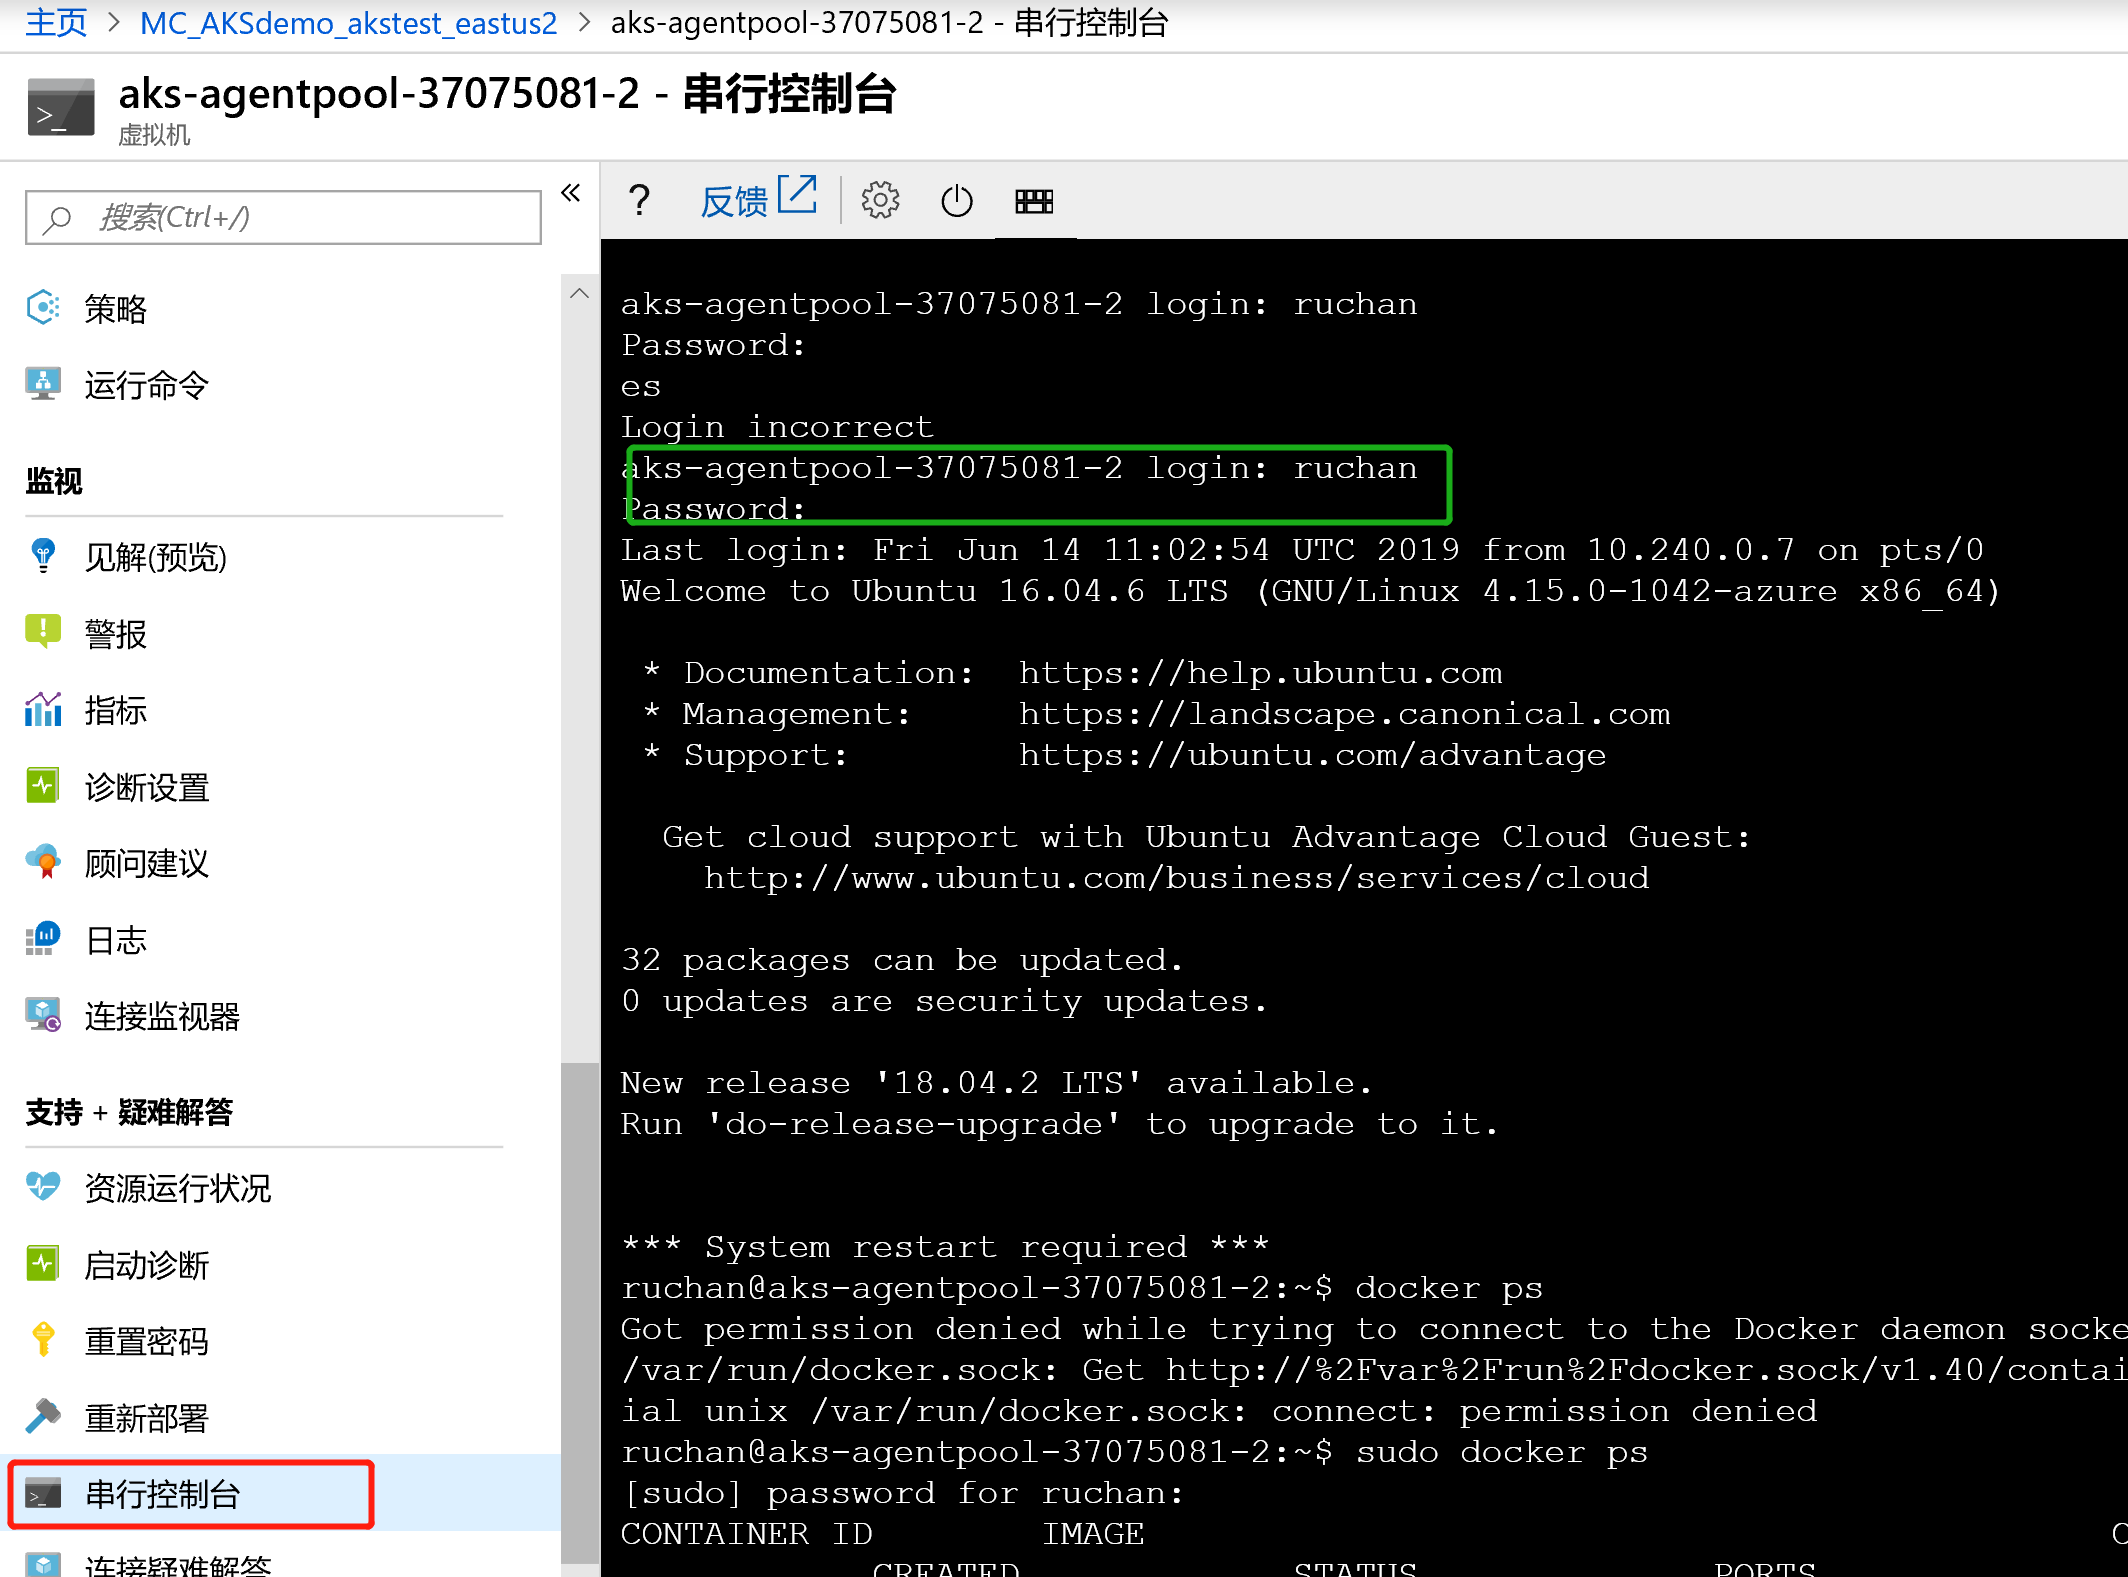 主页 > MC_AKSdemo_akstest_eastus2 > aks-agentpool-37075081-2 - 串行控制台
aks-agentpool-37075081-2 - 串行控制台
虚拟机
搜索(Ctrl+/)
«
? 反馈
策略
运行命令
监视
见解(预览)
警报
指标
诊断设置
顾问建议
日志
连接监视器
支持 + 疑难解答
资源运行状况
启动诊断
重置密码
重新部署
串行控制台
连接疑难解答
aks-agentpool-37075081-2 login: ruchan
Password:
es
Login incorrect
aks-agentpool-37075081-2 login: ruchan
Password:
Last login: Fri Jun 14 11:02:54 UTC 2019 from 10.240.0.7 on pts/0
Welcome to Ubuntu 16.04.6 LTS (GNU/Linux 4.15.0-1042-azure x86_64)
* Documentation:  https://help.ubuntu.com
* Management:     https://landscape.canonical.com
* Support:        https://ubuntu.com/advantage
Get cloud support with Ubuntu Advantage Cloud Guest:
http://www.ubuntu.com/business/services/cloud
32 packages can be updated.
0 updates are security updates.
New release '18.04.2 LTS' available.
Run 'do-release-upgrade' to upgrade to it.
*** System restart required ***
ruchan@aks-agentpool-37075081-2:~$ docker ps
Got permission denied while trying to connect to the Docker daemon socke
/var/run/docker.sock: Get http://%2Fvar%2Frun%2Fdocker.sock/v1.40/contai
ial unix /var/run/docker.sock: connect: permission denied
ruchan@aks-agentpool-37075081-2:~$ sudo docker ps
[sudo] password for ruchan:
CONTAINER ID        IMAGE
CREATED             STATUS              PORTS